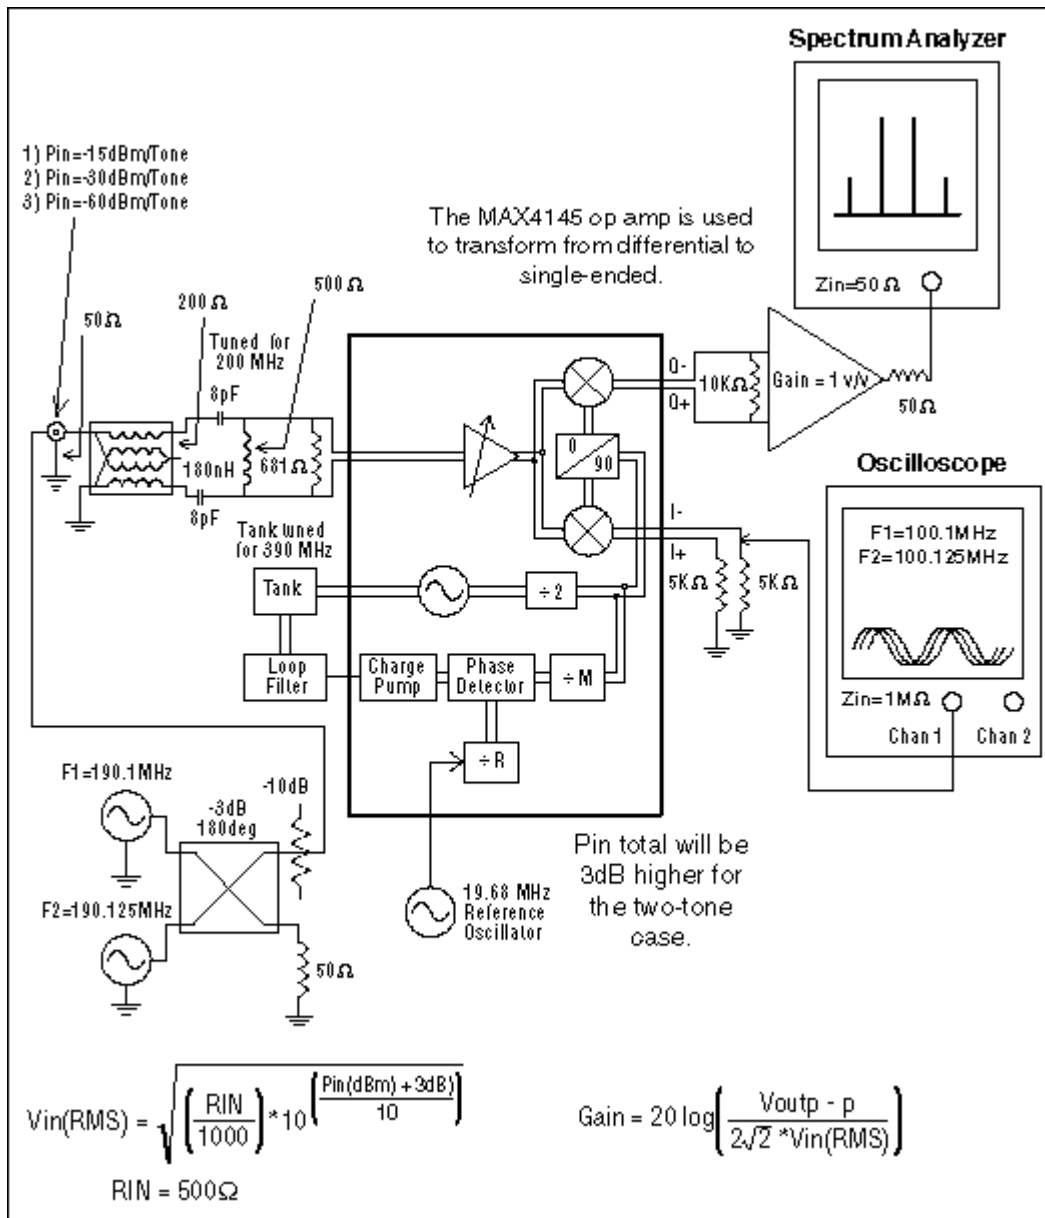 Spectrum Analyzer
1) Pin=-15dBm/Tone
2) Pin=-30dBm/Tone
3) Pin=-60dBm/Tone
The MAX4145 op amp is used
to transform from differential to
single-ended.
Zin=50Ω
500Ω
200Ω
50Ω
Tuned for
200 MHz
8pF
180nH
681Ω
8pF
Q-
Q+
10KΩ
Gain = 1 v/v
50Ω
0
90
Oscilloscope
F1=100.1MHz
F2=100.125MHz
Zin=1MΩ
Chan 1
Chan 2
I-
I+
5KΩ
5KΩ
Tank tuned
for 390 MHz
Tank
÷2
Loop
Filter
Charge
Pump
Phase
Detector
÷M
÷R
F1=190.1MHz
-10dB
-3dB
180deg
F2=190.125MHz
50Ω
19.68 MHz
Reference
Oscillator
Pin total will be
3dB higher for
the two-tone
case.
Vin(RMS) = √((RIN/1000)*10^((Pin(dBm) + 3dB)/10))
Gain = 20 log(Voutp - p/(2√2 *Vin(RMS)))
RIN = 500Ω